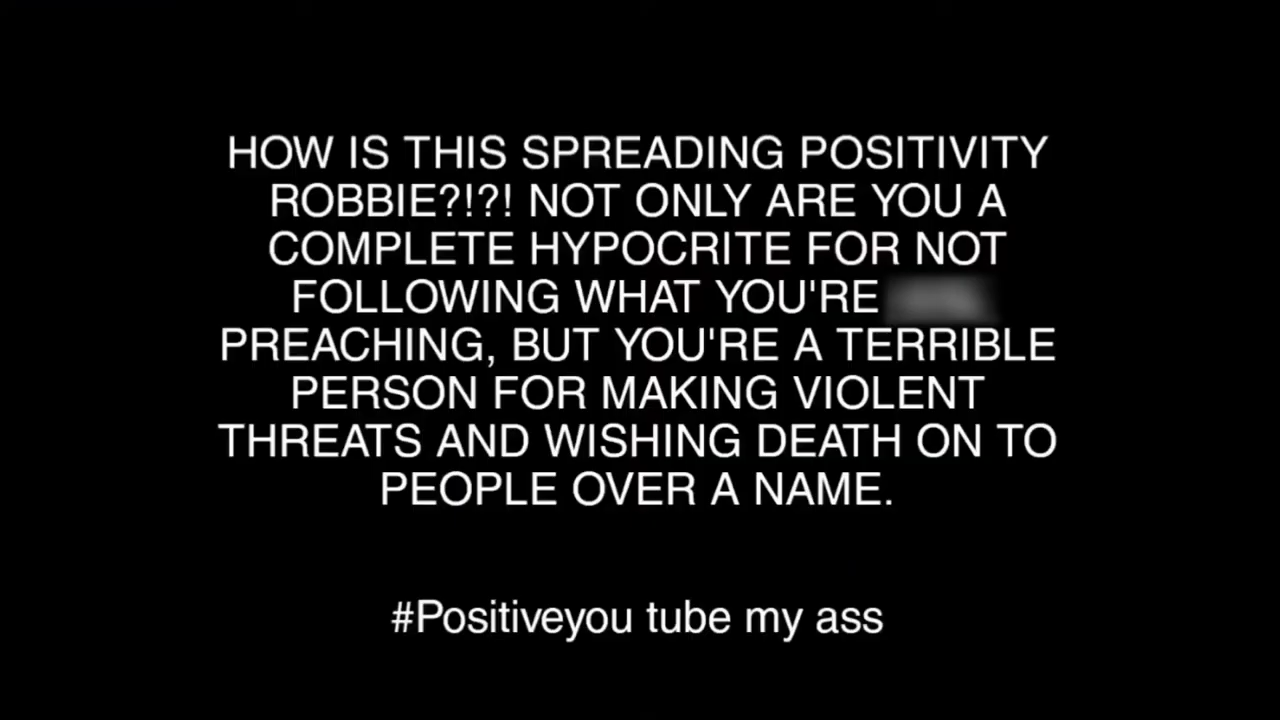 HOW IS THIS SPREADING POSITIVITY
ROBBIE?!?! NOT ONLY ARE YOU A
COMPLETE HYPOCRITE FOR NOT
FOLLOWING WHAT YOU'RE
PREACHING, BUT YOU'RE A TERRIBLE
PERSON FOR MAKING VIOLENT
THREATS AND WISHING DEATH ON TO
PEOPLE OVER A NAME.
#Positiveyou tube my ass